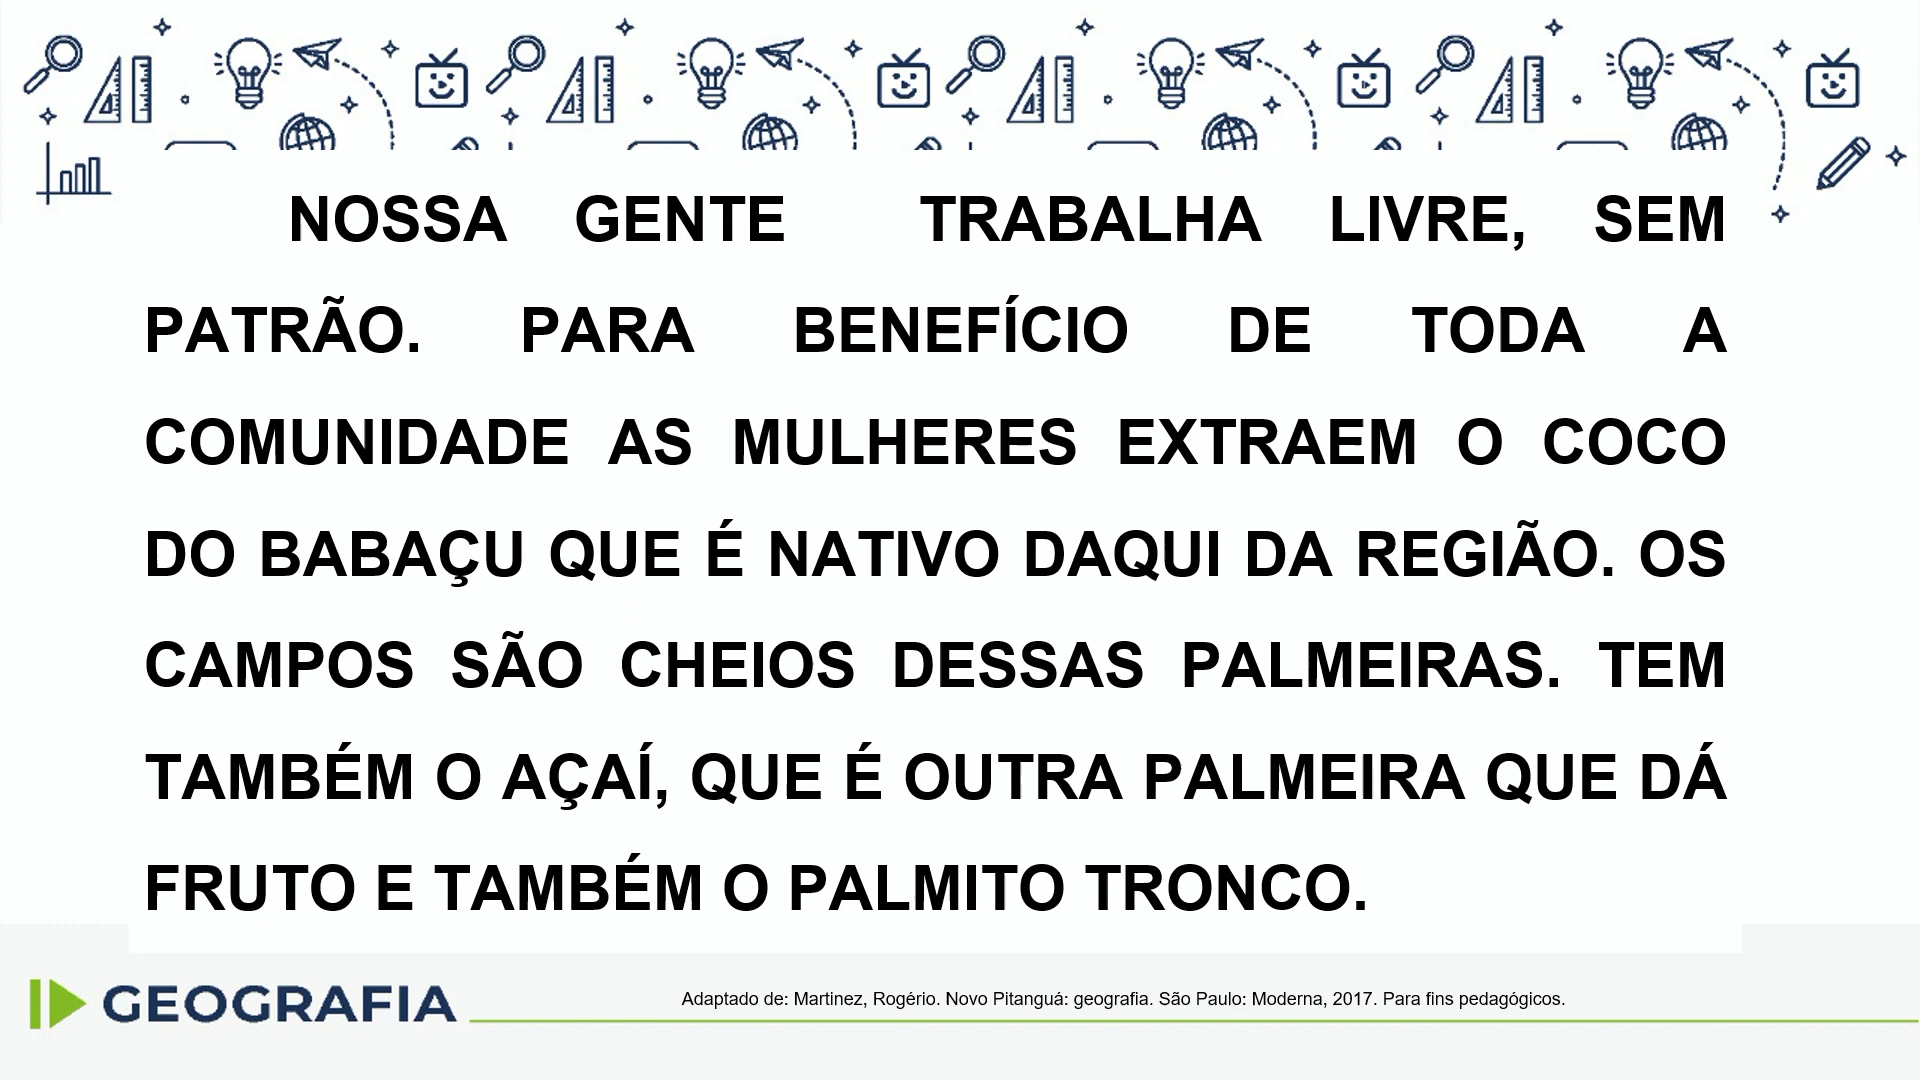 NOSSA GENTE TRABALHA LIVRE, SEM
PATRÃO. PARA BENEFÍCIO DE TODA A
COMUNIDADE AS MULHERES EXTRAEM O COCO
DO BABAÇU QUE É NATIVO DAQUI DA REGIÃO. OS
CAMPOS SÃO CHEIOS DESSAS PALMEIRAS. TEM
TAMBÉM O AÇAÍ, QUE É OUTRA PALMEIRA QUE DÁ
FRUTO E TAMBÉM O PALMITO TRONCO.
GEOGRAFIA
Adaptado de: Martinez, Rogério. Novo Pitanguá: geografia. São Paulo: Moderna, 2017. Para fins pedagógicos.